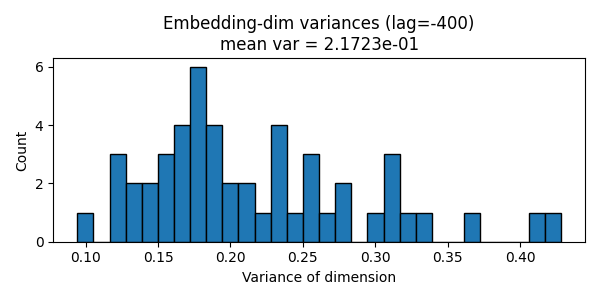 Embedding-dim variances (lag=-400)
mean var = 2.1723e-01
Count
6
4
2
0
0.10 0.15 0.20 0.25 0.30 0.35 0.40
Variance of dimension